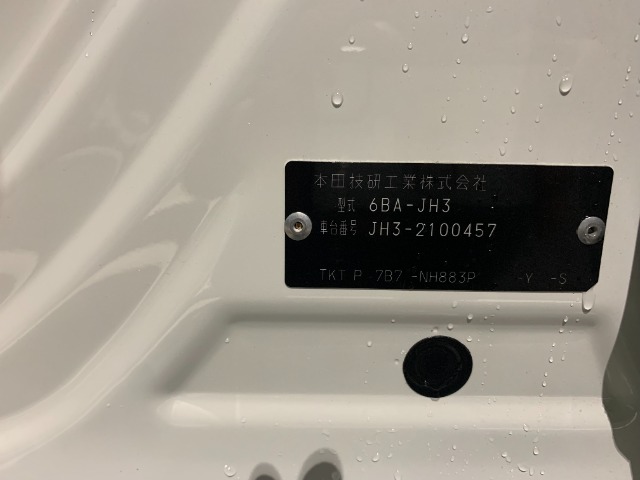 本田技研工業株式会社
型式 6BA-JH3
車台番号 JH3-2100457
TKT P 7B7 -NH883P -Y -S